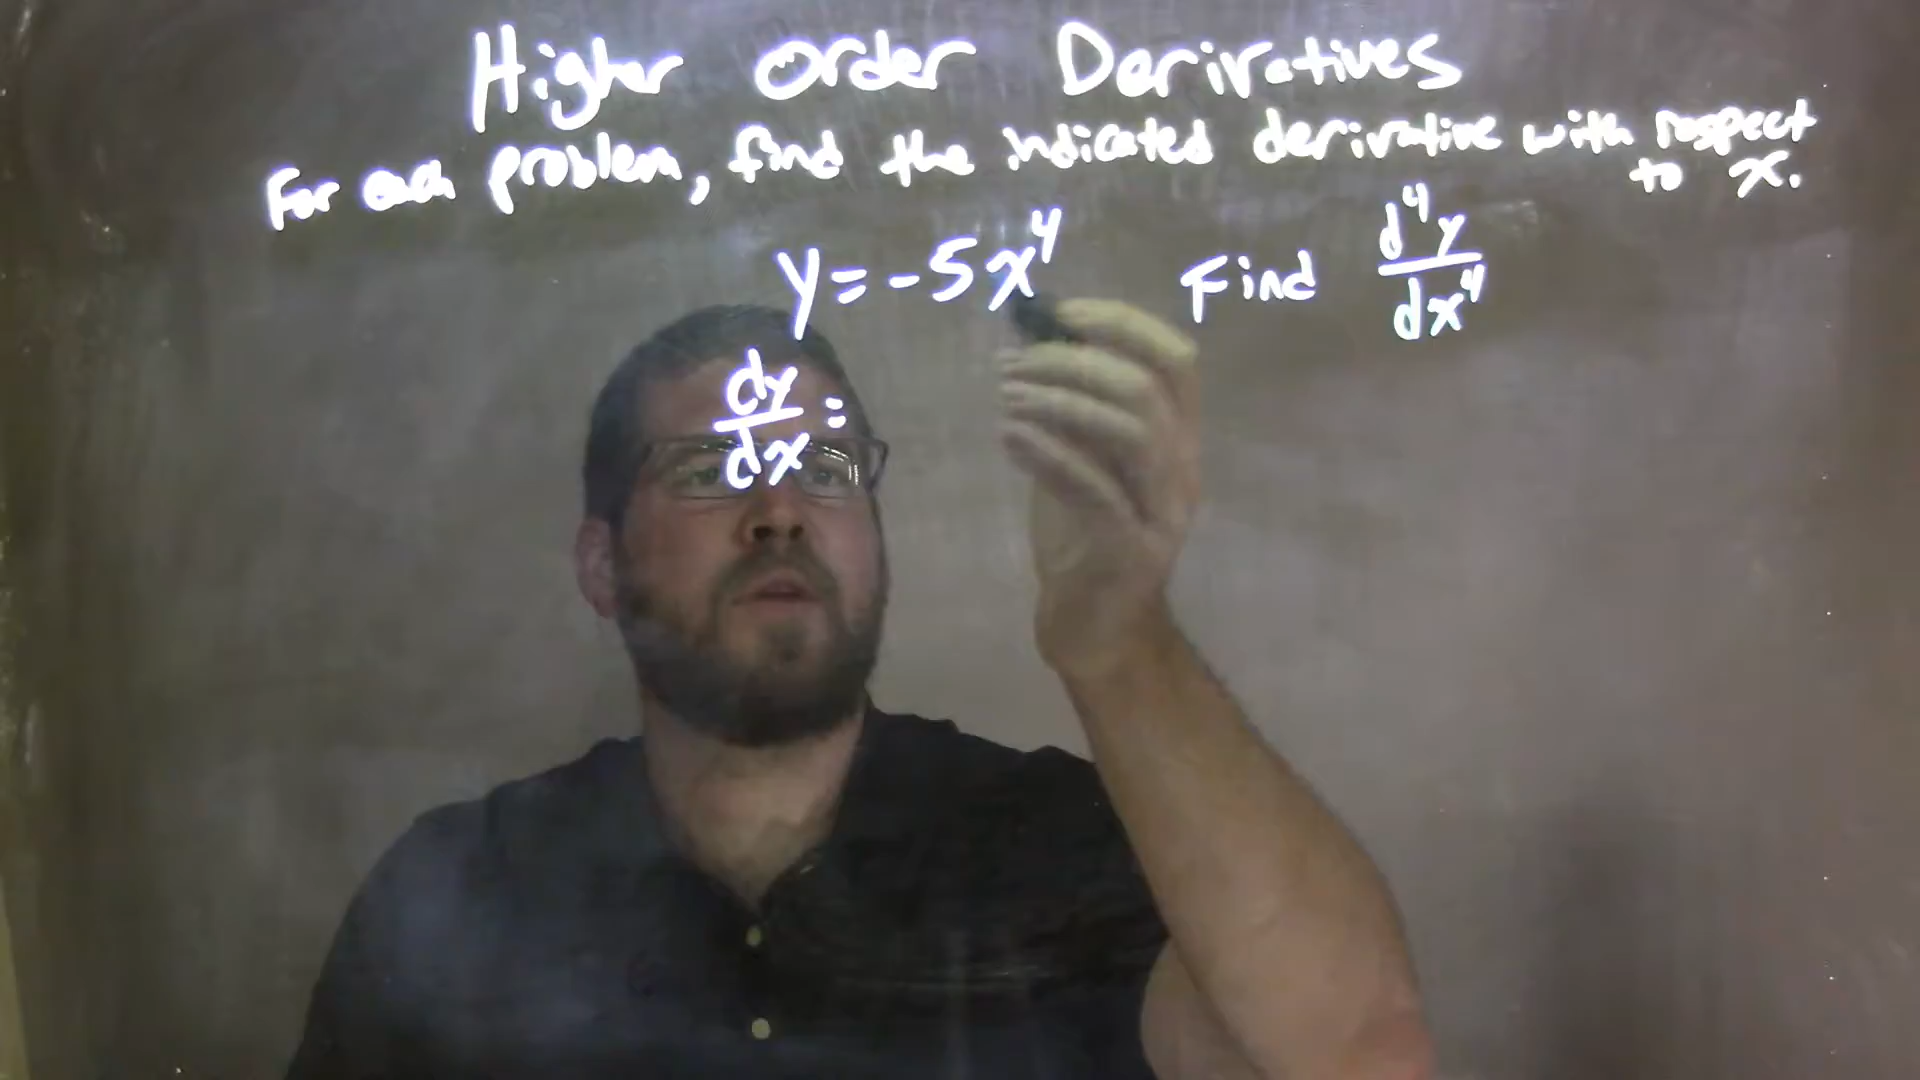 Higher Order Derivatives
For each problem, find the indicated derivative with respect
to x.
y = -5x⁴ Find d⁴y/dx⁴
dy/dx =